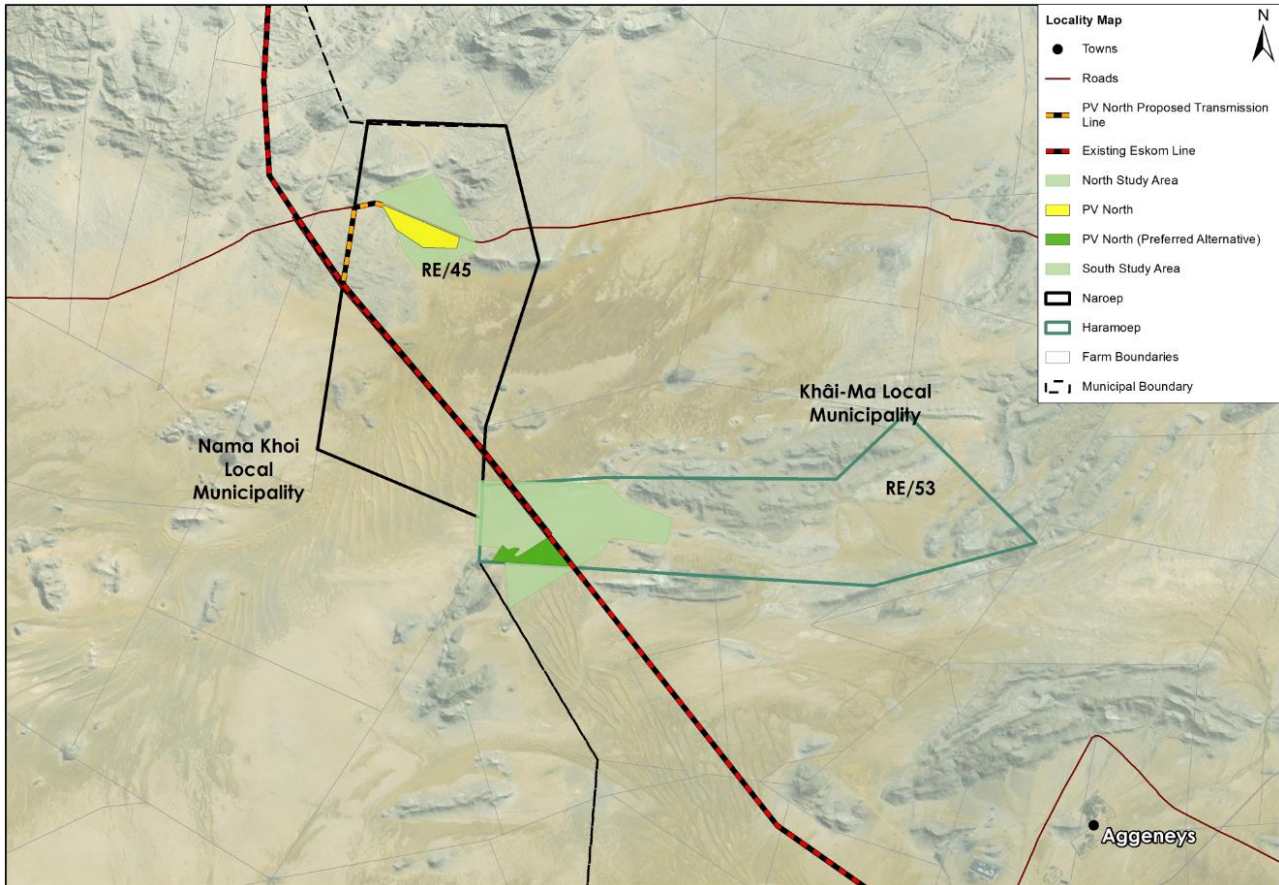 Locality Map
N
Towns
Roads
PV North Proposed Transmission
Line
Existing Eskom Line
North Study Area
PV North
PV North (Preferred Alternative)
South Study Area
Naroep
Haramoep
Farm Boundaries
Municipal Boundary
RE/45
Khâi-Ma Local
Municipality
Nama Khoi
Local
Municipality
RE/53
Aggeneys